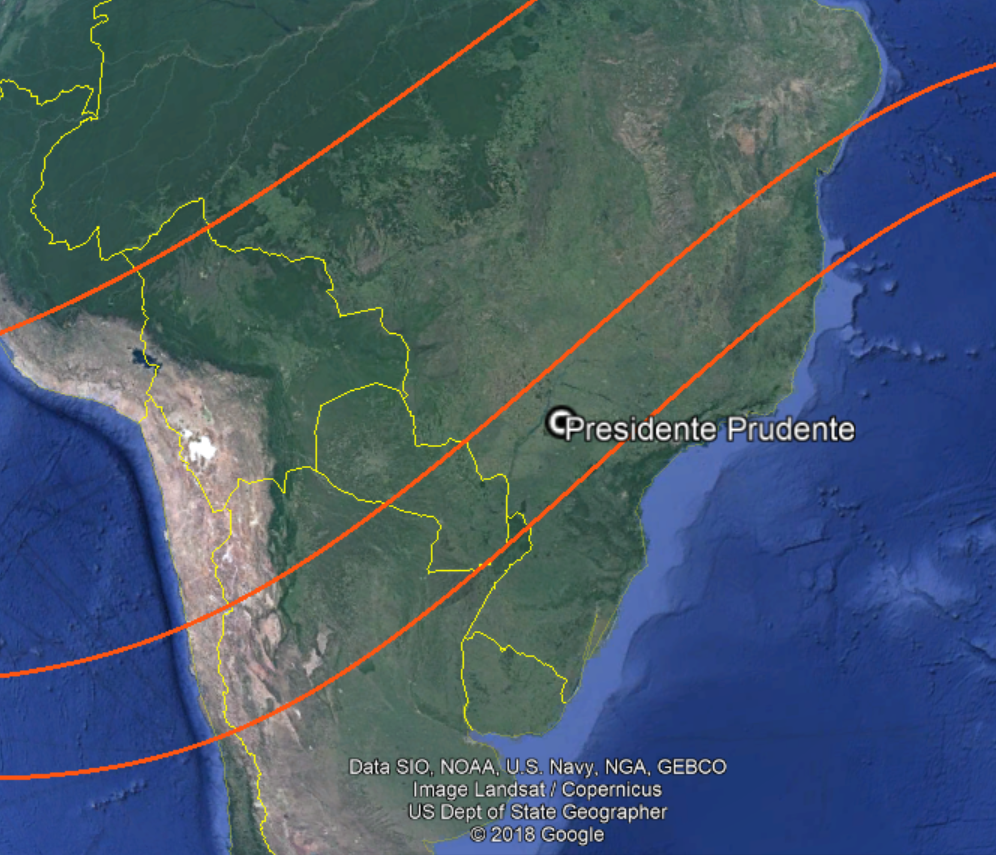 Presidente Prudente
Data SIO, NOAA, U.S. Navy, NGA, GEBCO
Image Landsat / Copernicus
US Dept of State Geographer
© 2018 Google